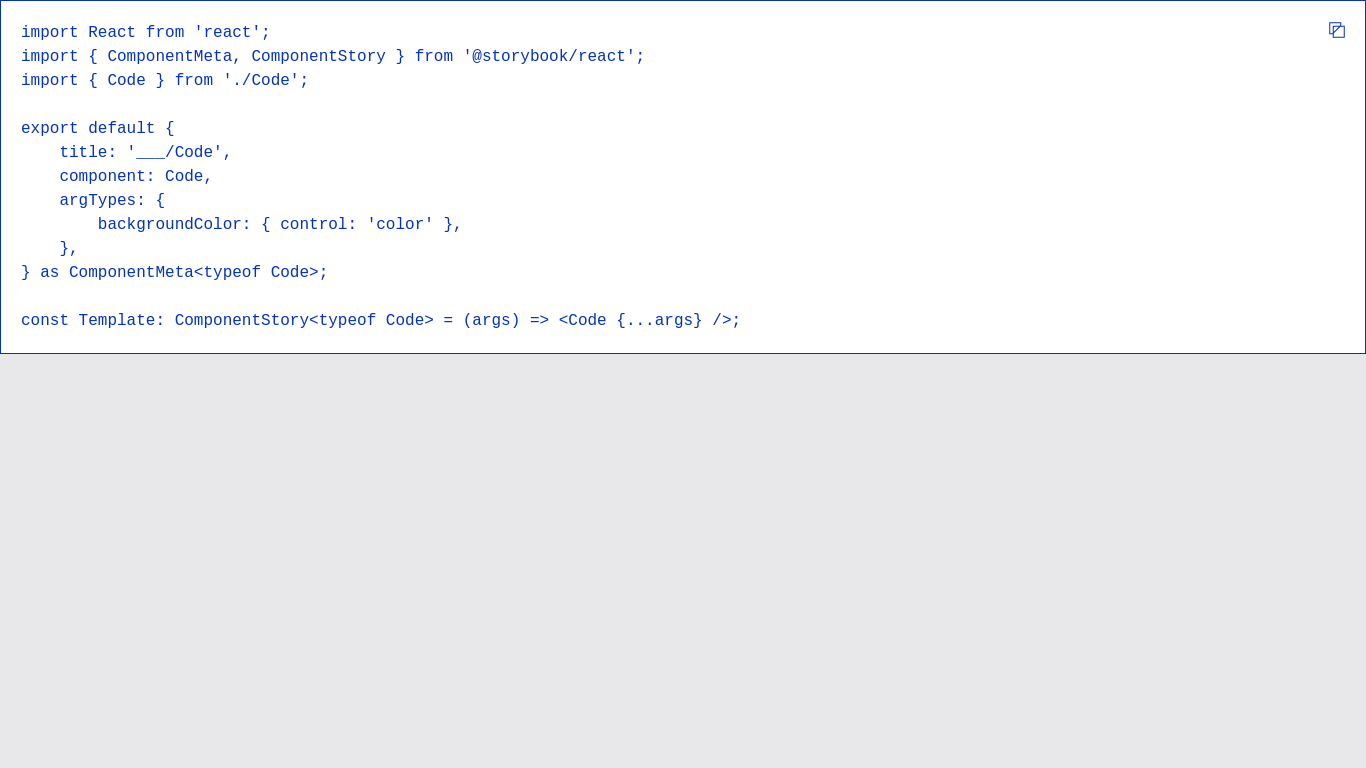 import React from 'react';
import { ComponentMeta, ComponentStory } from '@storybook/react';
import { Code } from './Code';

export default {
    title: '___/Code',
    component: Code,
    argTypes: {
        backgroundColor: { control: 'color' },
    },
} as ComponentMeta<typeof Code>;

const Template: ComponentStory<typeof Code> = (args) => <Code {...args} />;